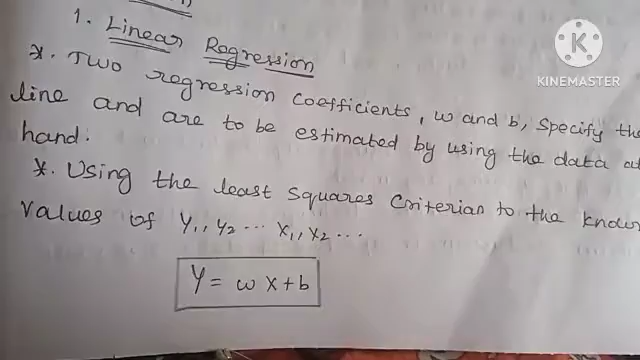 1. Linear Regression
*. Two regression coefficients, w and b, specify the
line and are to be estimated by using the data at
hand.
*. Using the least squares criterian to the known
values of Y1, Y2 ... X1, X2 ...
Y = w X + b
K
KINEMASTER